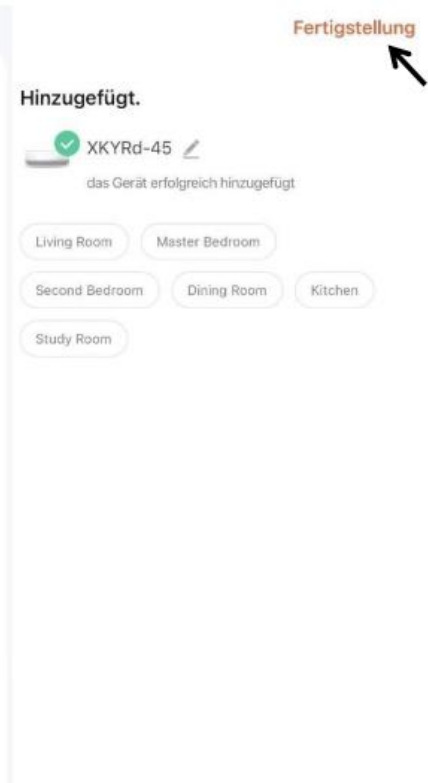 Fertigstellung
Hinzugefügt.
XKYRd-45
das Gerät erfolgreich hinzugefügt
Living Room Master Bedroom
Second Bedroom Dining Room Kitchen
Study Room